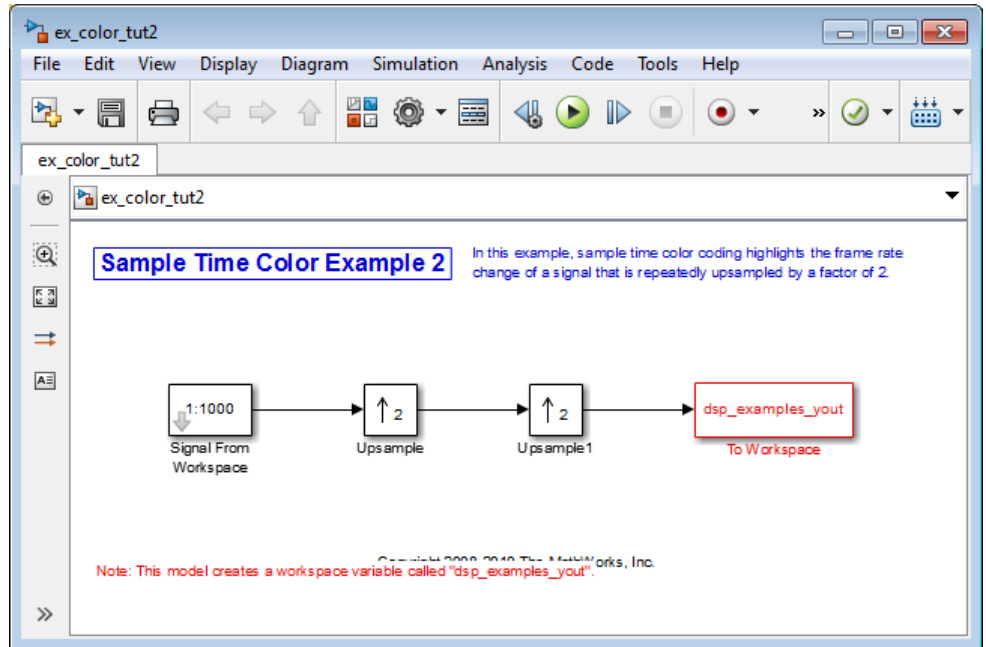 ex_color_tut2
File Edit View Display Diagram Simulation Analysis Code Tools Help
ex_color_tut2
ex_color_tut2
Sample Time Color Example 2
In this example, sample time color coding highlights the frame rate
change of a signal that is repeatedly upsampled by a factor of 2.
1:1000
2
2
dsp_examples_yout
Signal From
Workspace
Upsample
Upsample1
To Workspace
The MathWorks, Inc.
Note: This model creates a workspace variable called "dsp_examples_yout".